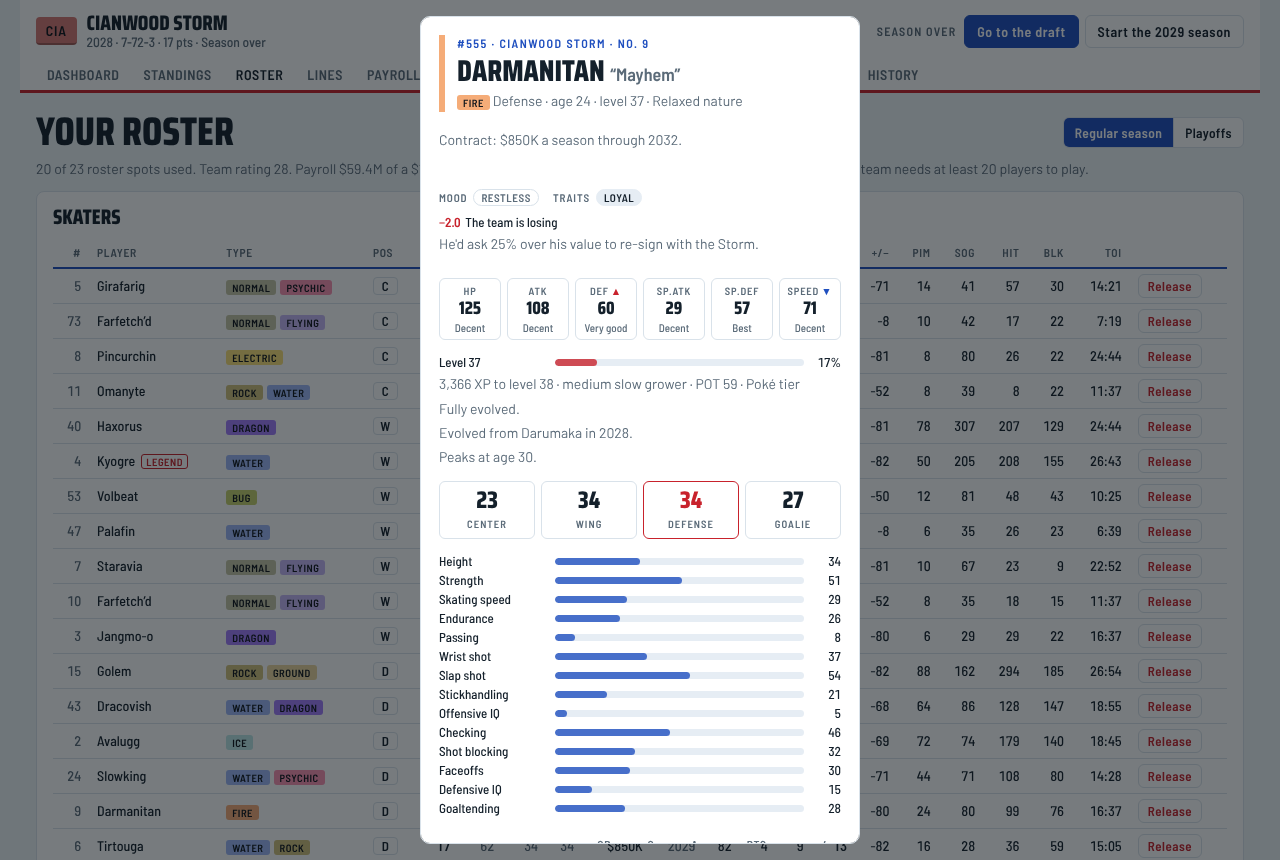 CIA
CIANWOOD STORM
2028 · 7-72-3 · 17 pts · Season over
SEASON OVER
Go to the draft
Start the 2029 season
DASHBOARD STANDINGS ROSTER LINES PAYROLL HISTORY
YOUR ROSTER
Regular season Playoffs
20 of 23 roster spots used. Team rating 28. Payroll $59.4M of a $ team needs at least 20 players to play.
SKATERS
# PLAYER TYPE POS +/− PIM SOG HIT BLK TOI
5 Girafarig NORMAL PSYCHIC C -71 14 41 57 30 14:21 Release
73 Farfetch’d NORMAL FLYING C -8 10 42 17 22 7:19 Release
8 Pincurchin ELECTRIC C -81 8 80 26 22 24:44 Release
11 Omanyte ROCK WATER C -52 8 39 8 22 11:37 Release
40 Haxorus DRAGON W -81 78 307 207 129 24:44 Release
4 Kyogre LEGEND WATER W -82 50 205 208 155 26:43 Release
53 Volbeat BUG W -50 12 81 48 43 10:25 Release
47 Palafin WATER W -8 6 35 26 23 6:39 Release
7 Staravia NORMAL FLYING W -81 10 67 23 9 22:52 Release
10 Farfetch’d NORMAL FLYING W -52 8 35 18 15 11:37 Release
3 Jangmo-o DRAGON W -80 6 29 29 22 16:37 Release
15 Golem ROCK GROUND D -82 88 162 294 185 26:54 Release
43 Dracovish WATER DRAGON D -68 64 86 128 147 18:55 Release
2 Avalugg ICE D -69 72 74 179 140 18:45 Release
24 Slowking WATER PSYCHIC D -71 44 71 108 80 14:28 Release
9 Darmanitan FIRE D -80 24 80 99 76 16:37 Release
6 Tirtouga WATER ROCK D 17 62 34 34 $850K 2029 82 4 9 13 -82 16 28 36 59 15:05 Release
#555 · CIANWOOD STORM · NO. 9
DARMANITAN “Mayhem”
FIRE Defense · age 24 · level 37 · Relaxed nature
Contract: $850K a season through 2032.
MOOD RESTLESS TRAITS LOYAL
−2.0 The team is losing
He’d ask 25% over his value to re-sign with the Storm.
HP ATK DEF ▲ SP.ATK SP.DEF SPEED ▼
125 108 60 29 57 71
Decent Decent Very good Decent Best Decent
Level 37 17%
3,366 XP to level 38 · medium slow grower · POT 59 · Poké tier
Fully evolved.
Evolved from Darumaka in 2028.
Peaks at age 30.
23 34 34 27
CENTER WING DEFENSE GOALIE
Height 34
Strength 51
Skating speed 29
Endurance 26
Passing 8
Wrist shot 37
Slap shot 54
Stickhandling 21
Offensive IQ 5
Checking 46
Shot blocking 32
Faceoffs 30
Defensive IQ 15
Goaltending 28